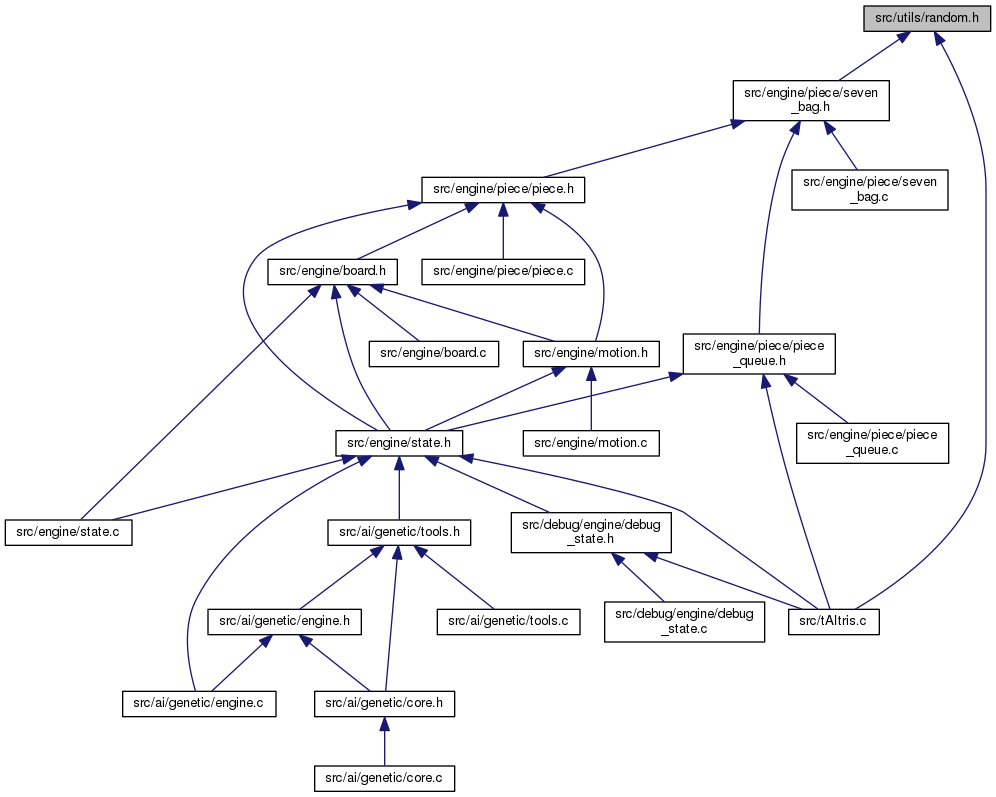 src/utils/random.h
src/engine/piece/seven
_bag.h
src/engine/piece/piece.h
src/engine/piece/seven
_bag.c
src/engine/board.h
src/engine/piece/piece.c
src/engine/board.c
src/engine/motion.h
src/engine/piece/piece
_queue.h
src/engine/state.h
src/engine/motion.c
src/engine/piece/piece
_queue.c
src/engine/state.c
src/ai/genetic/tools.h
src/debug/engine/debug
_state.h
src/ai/genetic/engine.h
src/ai/genetic/tools.c
src/debug/engine/debug
_state.c
src/tAltris.c
src/ai/genetic/engine.c
src/ai/genetic/core.h
src/ai/genetic/core.c